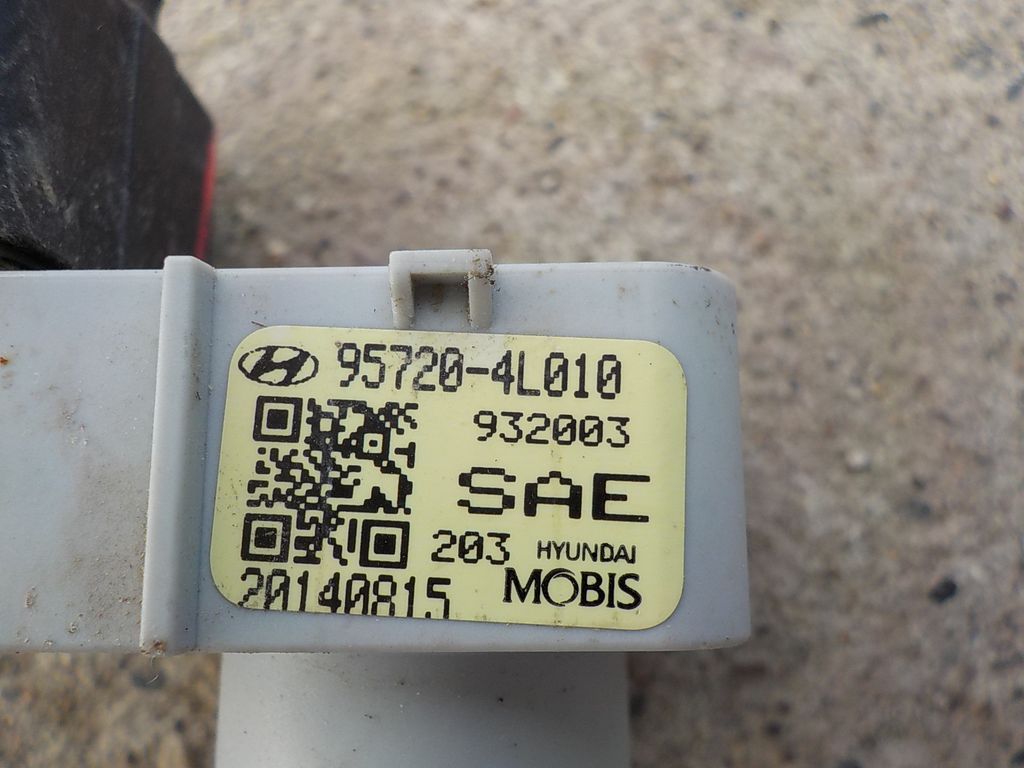 95720-4L010
932003
SAE
203 HYUNDAI
20140815 MOBIS